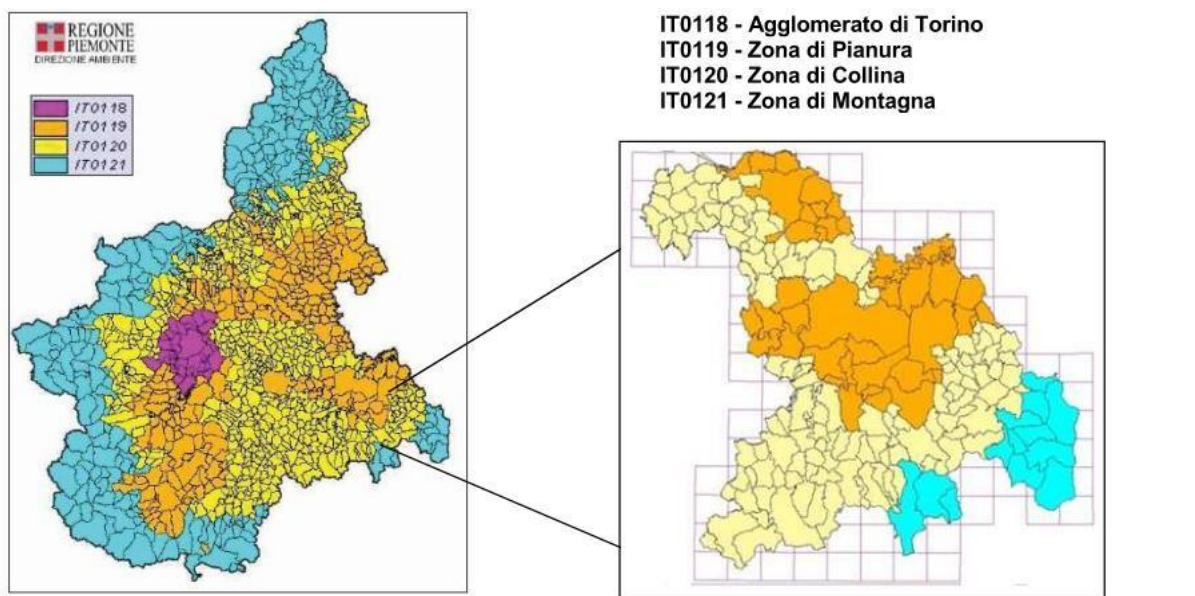 REGIONE
PIEMONTE
DIREZIONE AMBIENTE
IT0118
IT0119
IT0120
IT0121
IT0118 - Agglomerato di Torino
IT0119 - Zona di Pianura
IT0120 - Zona di Collina
IT0121 - Zona di Montagna